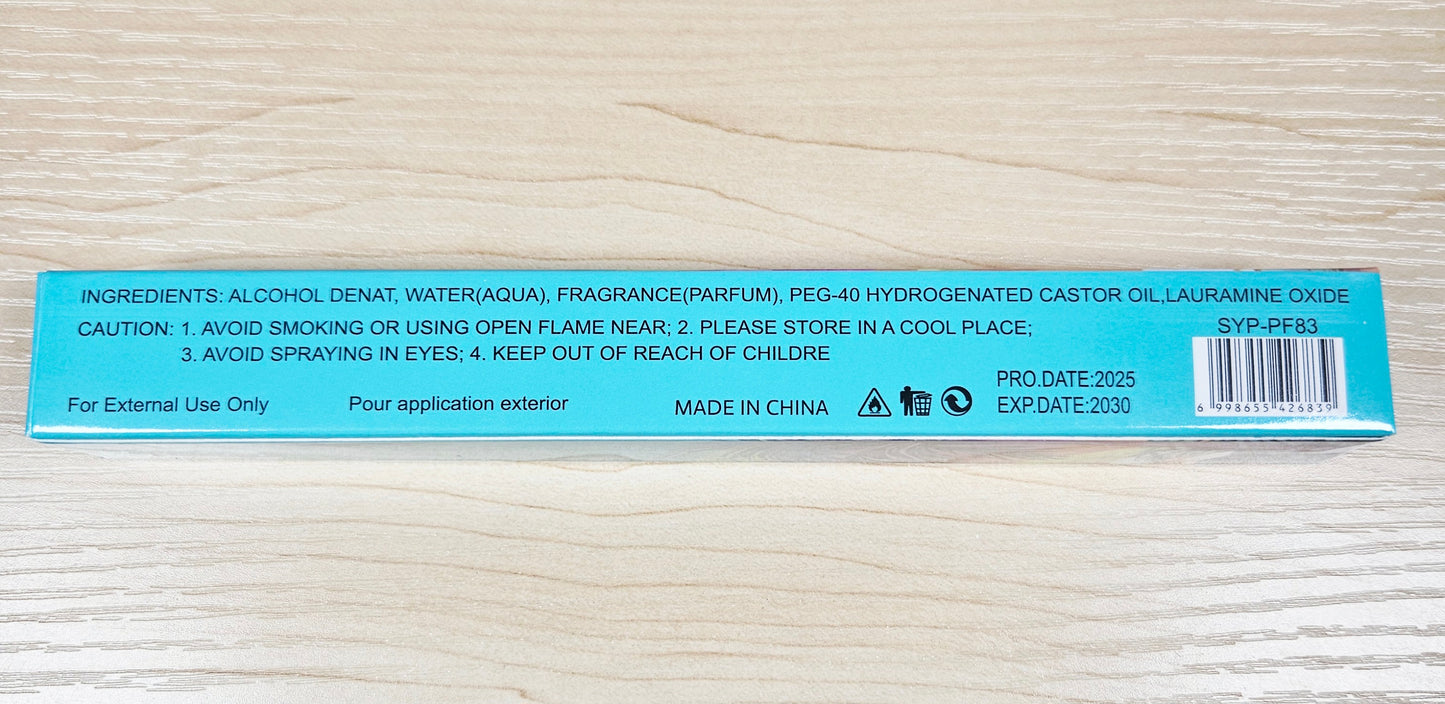 INGREDIENTS: ALCOHOL DENAT, WATER(AQUA), FRAGRANCE(PARFUM), PEG-40 HYDROGENATED CASTOR OIL,LAURAMINE OXIDE
CAUTION: 1. AVOID SMOKING OR USING OPEN FLAME NEAR; 2. PLEASE STORE IN A COOL PLACE;
3. AVOID SPRAYING IN EYES; 4. KEEP OUT OF REACH OF CHILDRE
For External Use Only
Pour application exterior
MADE IN CHINA
PRO.DATE:2025
EXP.DATE:2030
SYP-PF83
6 998655 426839